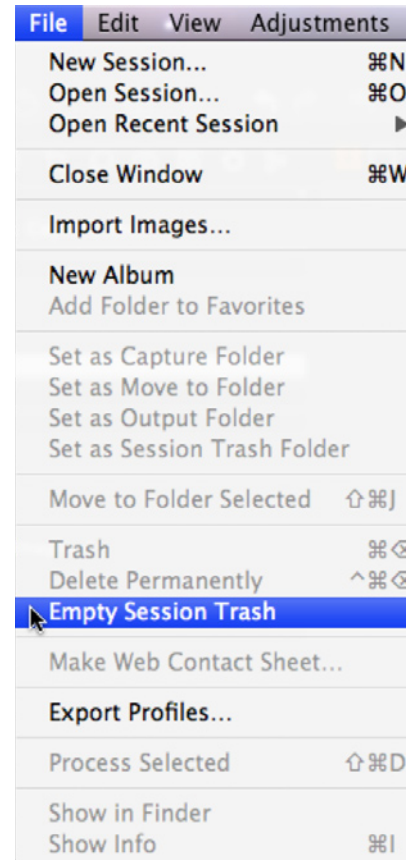 File Edit View Adjustments
New Session... ⌘N
Open Session... ⌘O
Open Recent Session ▶
Close Window ⌘W
Import Images...
New Album
Add Folder to Favorites
Set as Capture Folder
Set as Move to Folder
Set as Output Folder
Set as Session Trash Folder
Move to Folder Selected ⇧⌘J
Trash ⌘⌫
Delete Permanently ^⌘⌫
Empty Session Trash
Make Web Contact Sheet...
Export Profiles...
Process Selected ⇧⌘D
Show in Finder
Show Info ⌘I